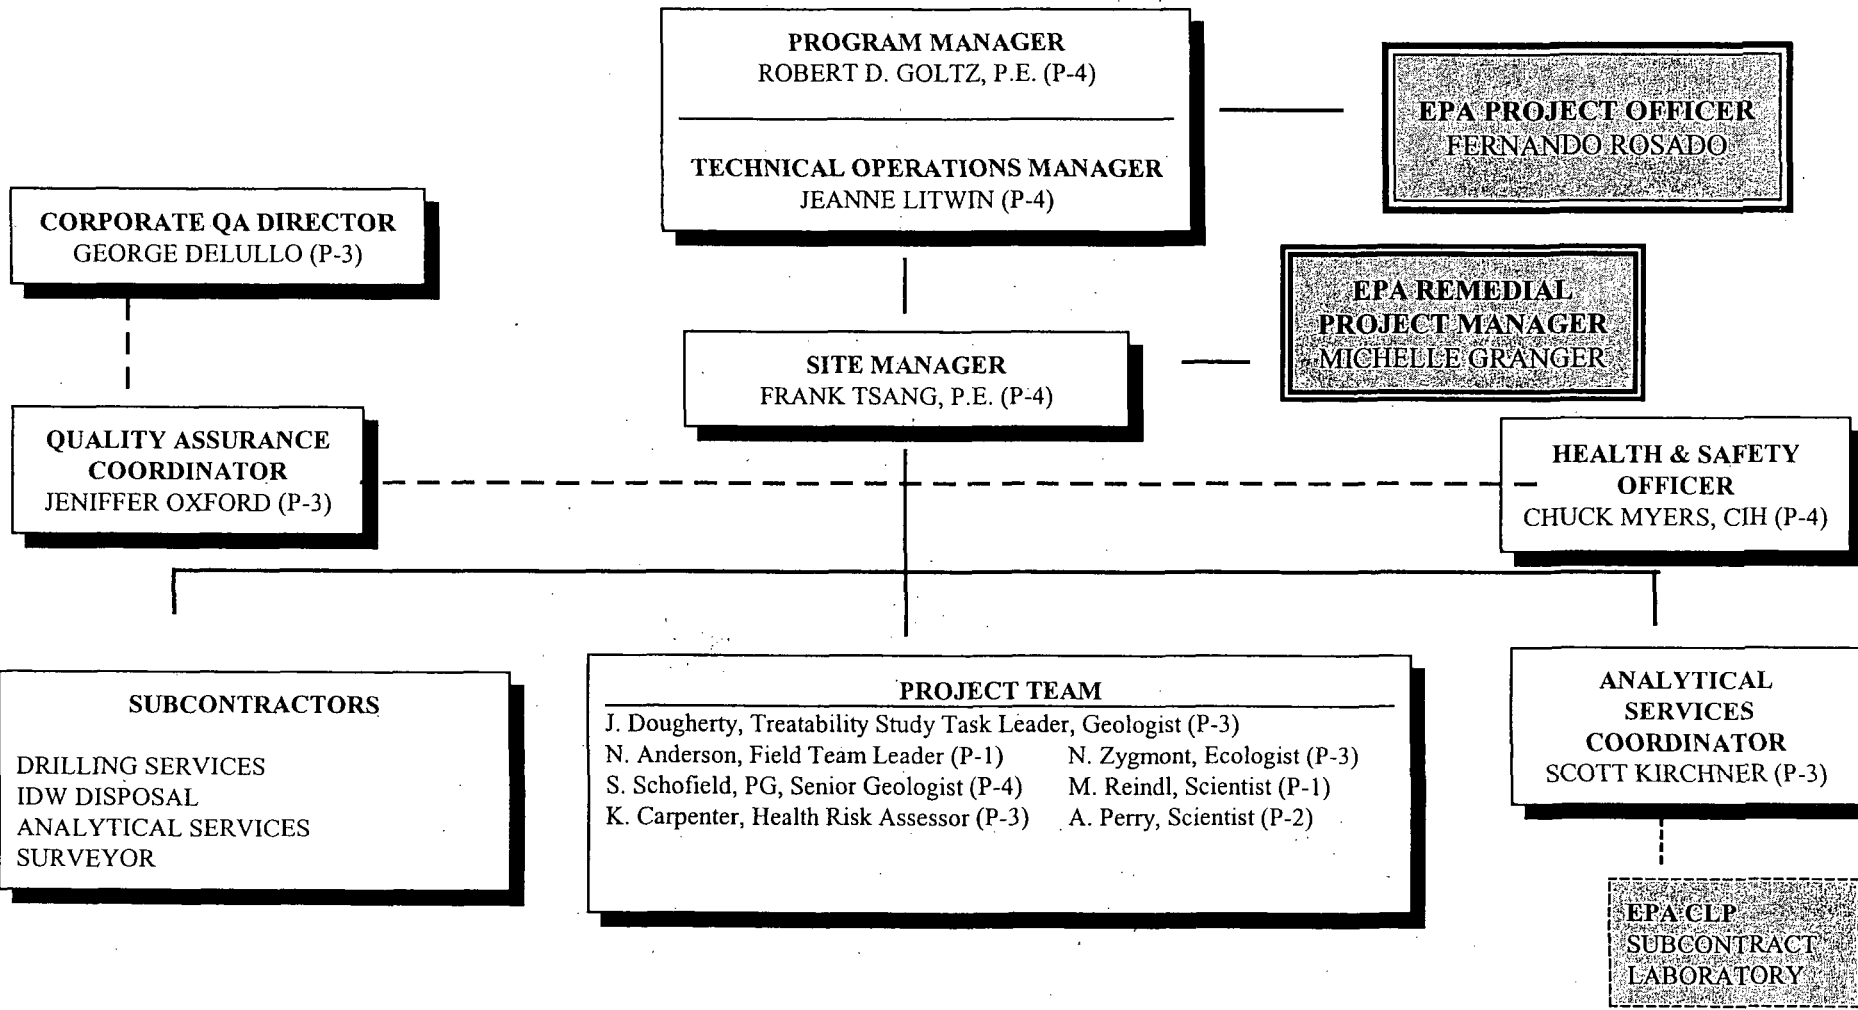 PROGRAM MANAGER
ROBERT D. GOLTZ, P.E. (P-4)
TECHNICAL OPERATIONS MANAGER
JEANNE LITWIN (P-4)
EPA PROJECT OFFICER
FERNANDO ROSADO
CORPORATE QA DIRECTOR
GEORGE DELULLO (P-3)
EPA REMEDIAL
PROJECT MANAGER
MICHELLE GRANGER
SITE MANAGER
FRANK TSANG, P.E. (P-4)
QUALITY ASSURANCE
COORDINATOR
JENIFFER OXFORD (P-3)
HEALTH & SAFETY
OFFICER
CHUCK MYERS, CIH (P-4)
SUBCONTRACTORS
DRILLING SERVICES
IDW DISPOSAL
ANALYTICAL SERVICES
SURVEYOR
PROJECT TEAM
J. Dougherty, Treatability Study Task Leader, Geologist (P-3)
N. Anderson, Field Team Leader (P-1) N. Zygmont, Ecologist (P-3)
S. Schofield, PG, Senior Geologist (P-4) M. Reindl, Scientist (P-1)
K. Carpenter, Health Risk Assessor (P-3) A. Perry, Scientist (P-2)
ANALYTICAL
SERVICES
COORDINATOR
SCOTT KIRCHNER (P-3)
EPA CLP
SUBCONTRACT
LABORATORY